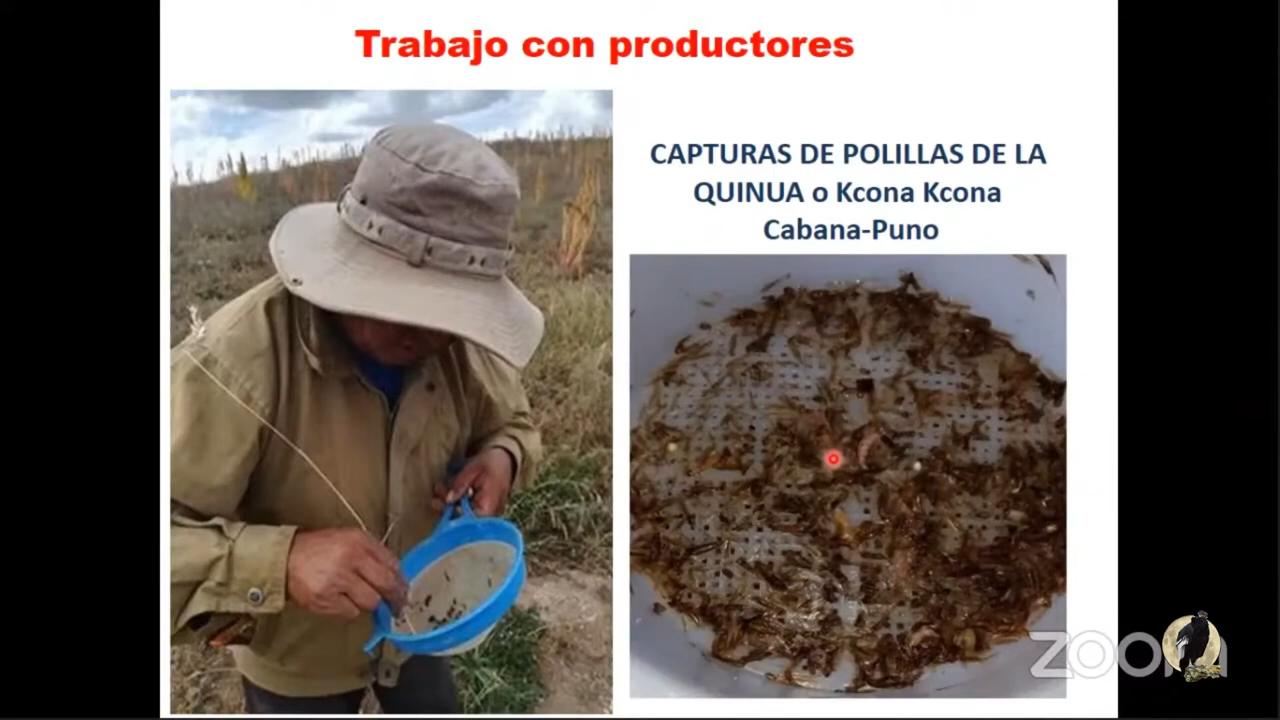 Trabajo con productores
CAPTURAS DE POLILLAS DE LA
QUINUA o Kcona Kcona
Cabana-Puno
zoom